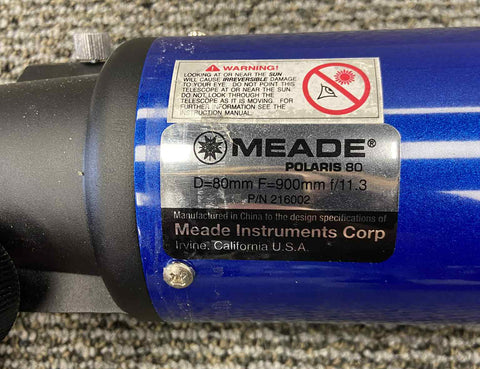 WARNING!
LOOKING AT OR NEAR THE SUN
WILL CAUSE IRREVERSIBLE DAMAGE
TO YOUR EYE. DO NOT POINT THIS
TELESCOPE AT OR NEAR THE SUN.
DO NOT LOOK THROUGH THE
TELESCOPE AS IT IS MOVING. FOR
FURTHER INFORMATION SEE THE
INSTRUCTION MANUAL.
MEADE®
POLARIS 80
D=80mm F=900mm f/11.3
P/N 216002
Manufactured in China to the design specifications of
Meade Instruments Corp
Irvine, California U.S.A.